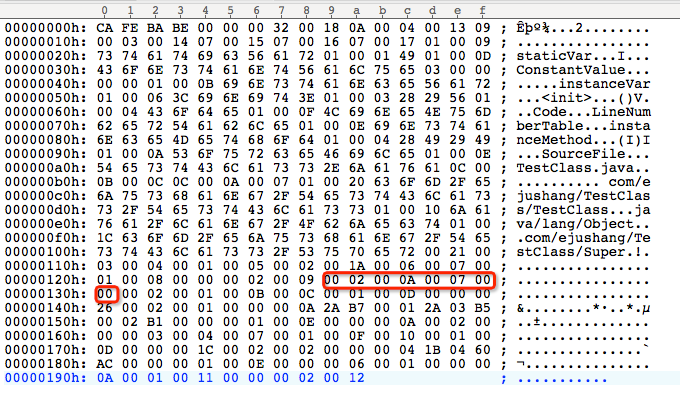 0 1 2 3 4 5 6 7 8 9 a b c d e f
00000000h: CA FE BA BE 00 00 00 32 00 18 0A 00 04 00 13 09 ; Êþº¾...2........
00000010h: 00 03 00 14 07 00 15 07 00 16 07 00 17 01 00 09 ; ................
00000020h: 73 74 61 74 69 63 56 61 72 01 00 01 49 01 00 0D ; staticVar...I...
00000030h: 43 6F 6E 73 74 61 6E 74 56 61 6C 75 65 03 00 00 ; ConstantValue...
00000040h: 00 00 01 00 0B 69 6E 73 74 61 6E 63 65 56 61 72 ; .....instanceVar
00000050h: 01 00 06 3C 69 6E 69 74 3E 01 00 03 28 29 56 01 ; ...<init>...()V.
00000060h: 00 04 43 6F 64 65 01 00 0F 4C 69 6E 65 4E 75 6D ; ..Code...LineNum
00000070h: 62 65 72 54 61 62 6C 65 01 00 0E 69 6E 73 74 61 ; berTable...insta
00000080h: 6E 63 65 4D 65 74 68 6F 64 01 00 04 28 49 29 49 ; nceMethod...(I)I
00000090h: 01 00 0A 53 6F 75 72 63 65 46 69 6C 65 01 00 0E ; ...SourceFile...
000000a0h: 54 65 73 74 43 6C 61 73 73 2E 6A 61 76 61 0C 00 ; TestClass.java..
000000b0h: 0B 00 0C 0C 00 0A 00 07 01 00 20 63 6F 6D 2F 65 ; .......... com/e
000000c0h: 6A 75 73 68 61 6E 67 2F 54 65 73 74 43 6C 61 73 ; jushang/TestClas
000000d0h: 73 2F 54 65 73 74 43 6C 61 73 73 01 00 10 6A 61 ; s/TestClass...ja
000000e0h: 76 61 2F 6C 61 6E 67 2F 4F 62 6A 65 63 74 01 00 ; va/lang/Object..
000000f0h: 1C 63 6F 6D 2F 65 6A 75 73 68 61 6E 67 2F 54 65 ; .com/ejushang/Te
00000100h: 73 74 43 6C 61 73 73 2F 53 75 70 65 72 00 21 00 ; stClass/Super.!.
00000110h: 03 00 04 00 01 00 05 00 02 00 1A 00 06 00 07 00 ; ................
00000120h: 01 00 08 00 00 00 02 00 09 00 02 00 0A 00 07 00 ; ................
00000130h: 00 00 02 00 01 00 0B 00 0C 00 01 00 0D 00 00 00 ; ................
00000140h: 26 00 02 00 01 00 00 00 0A 2A B7 00 01 2A 03 B5 ; &........*·..*.µ
00000150h: 00 02 B1 00 00 00 01 00 0E 00 00 00 0A 00 02 00 ; ..±.............
00000160h: 00 00 03 00 04 00 07 00 01 00 0F 00 10 00 01 00 ; ................
00000170h: 0D 00 00 00 1C 00 02 00 02 00 00 00 04 1B 04 60 ; ...............`
00000180h: AC 00 00 00 01 00 0E 00 00 00 06 00 01 00 00 00 ; ¬...............
00000190h: 0A 00 01 00 11 00 00 00 02 00 12 ; ...........